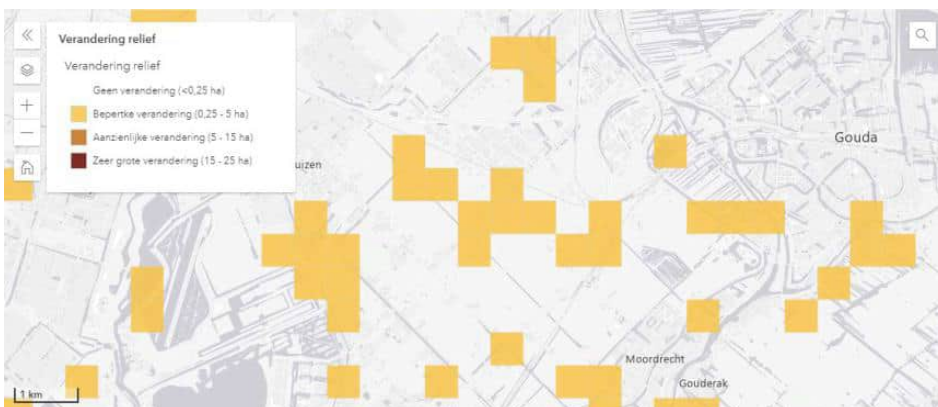 Verandering relief
Verandering relief
Geen verandering (<0,25 ha)
Bepertke verandering (0,25 - 5 ha)
Aanzienlijke verandering (5 - 15 ha)
Zeer grote verandering (15 - 25 ha)
uizen
Gouda
Moordrecht
Gouderak
1 km